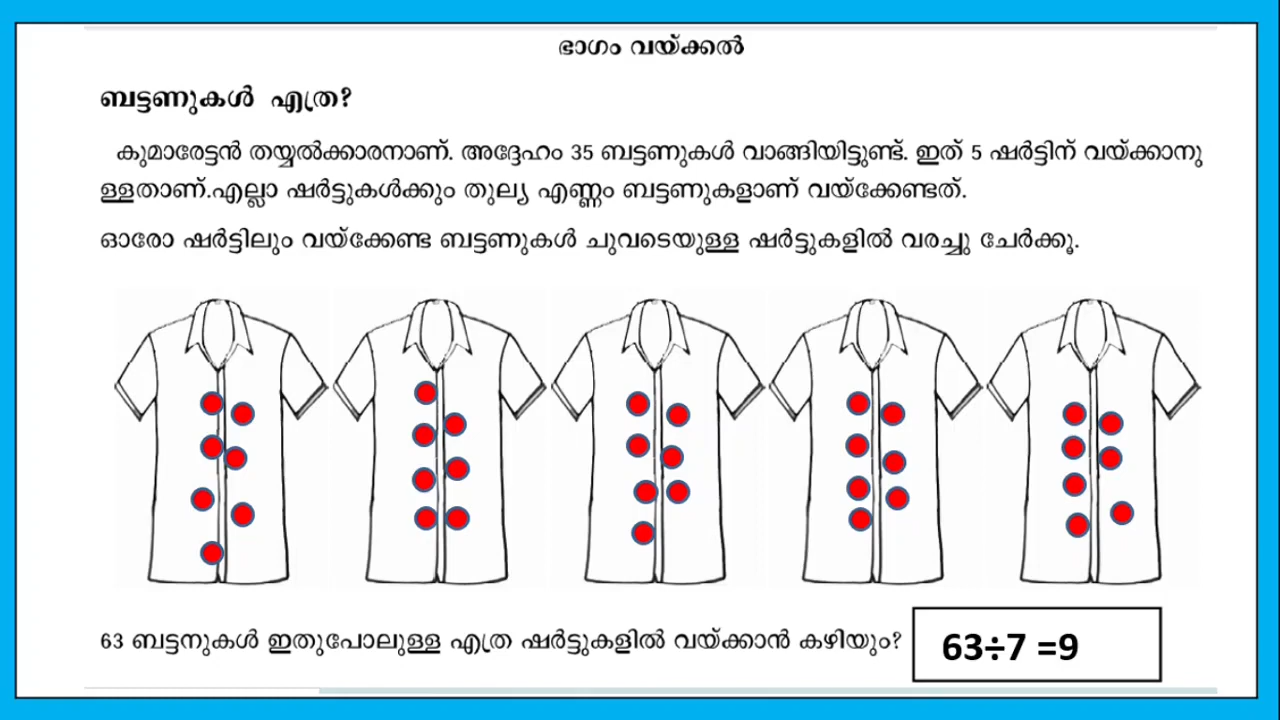 ഭാഗം വയ്ക്കൽ
ബട്ടണുകൾ എത്ര?
കുമാരേട്ടൻ തയ്യൽക്കാരനാണ്. അദ്ദേഹം 35 ബട്ടണുകൾ വാങ്ങിയിട്ടുണ്ട്. ഇത് 5 ഷർട്ടിന് വയ്ക്കാനു
ള്ളതാണ്.എല്ലാ ഷർട്ടുകൾക്കും തുല്യ എണ്ണം ബട്ടണുകളാണ് വയ്ക്കേണ്ടത്.
ഓരോ ഷർട്ടിലും വയ്ക്കേണ്ട ബട്ടണുകൾ ചുവടെയുള്ള ഷർട്ടുകളിൽ വരച്ചു ചേർക്കൂ.
63 ബട്ടനുകൾ ഇതുപോലുള്ള എത്ര ഷർട്ടുകളിൽ വയ്ക്കാൻ കഴിയും?
63÷7 =9